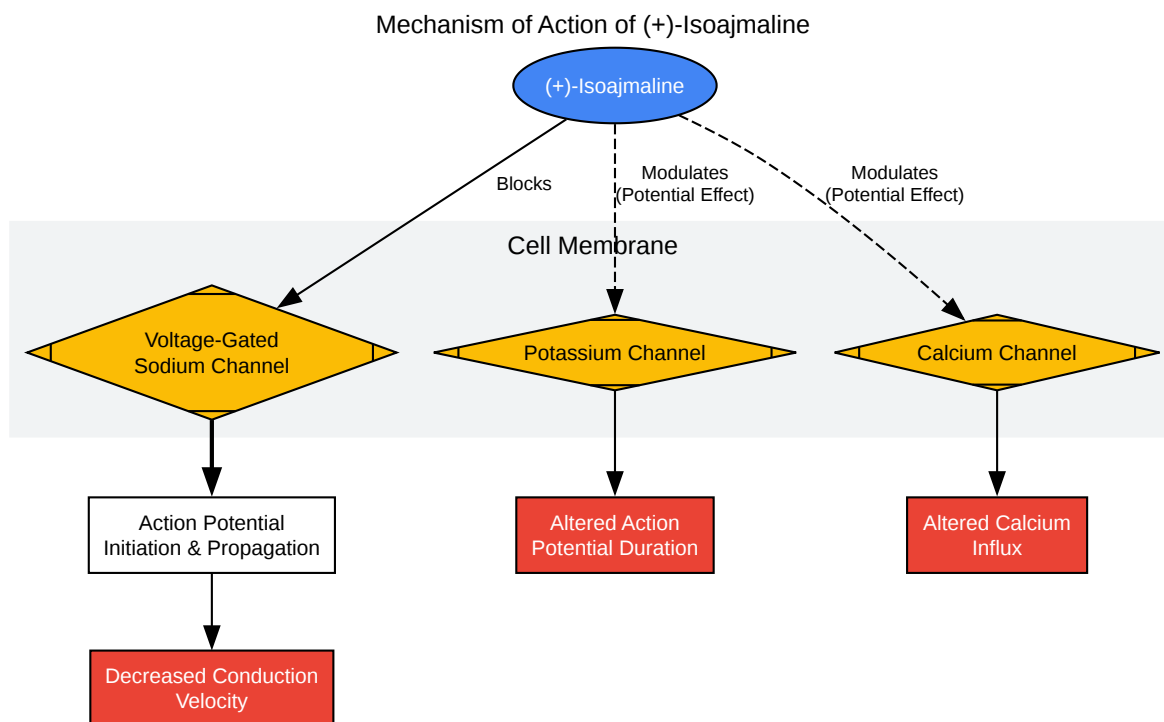 Mechanism of Action of (+)-Isoajmaline
(+)-Isoajmaline
Blocks
Modulates
(Potential Effect)
Modulates
(Potential Effect)
Cell Membrane
Voltage-Gated
Sodium Channel
Potassium Channel
Calcium Channel
Action Potential
Initiation & Propagation
Altered Action
Potential Duration
Altered Calcium
Influx
Decreased Conduction
Velocity